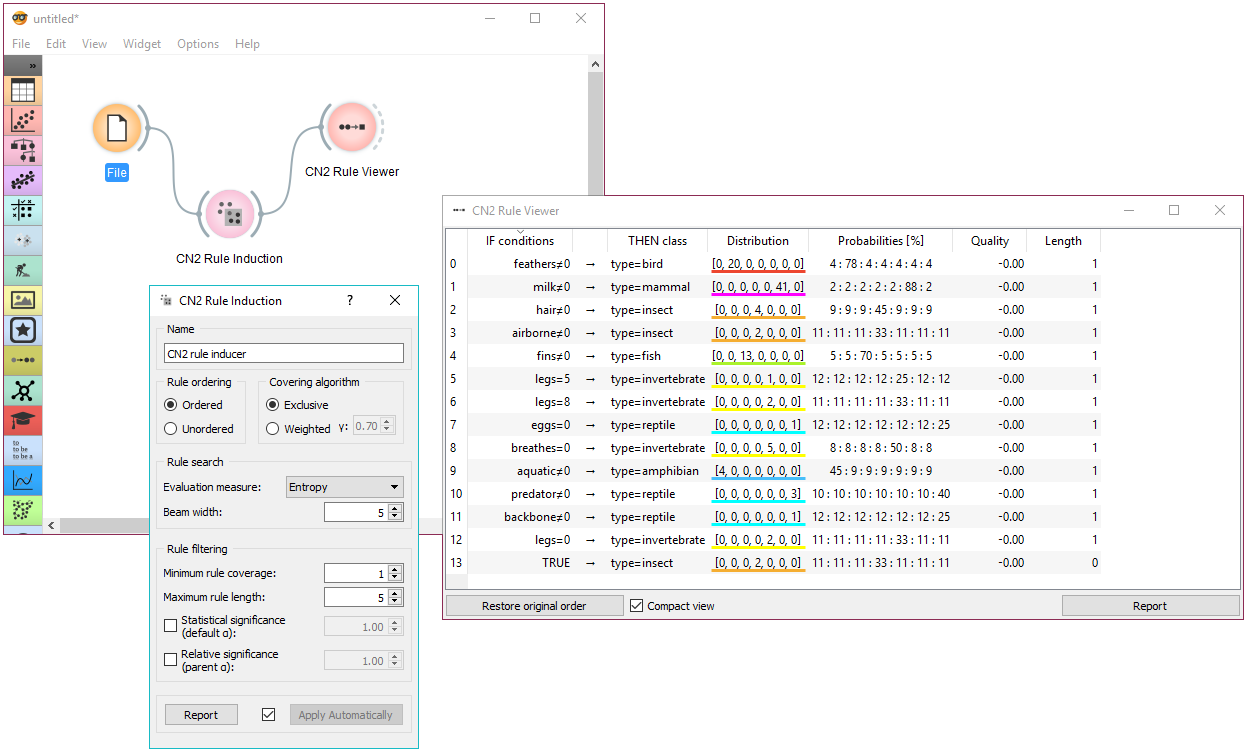 untitled*
File Edit View Widget Options Help
»
File
CN2 Rule Viewer
CN2 Rule Induction
to
to be
to be a
CN2 Rule Induction ?
Name
CN2 rule inducer
Rule ordering
Ordered
Unordered
Covering algorithm
Exclusive
Weighted γ: 0.70
Rule search
Evaluation measure: Entropy
Beam width: 5
Rule filtering
Minimum rule coverage: 1
Maximum rule length: 5
Statistical significance
(default α): 1.00
Relative significance
(parent α): 1.00
Report Apply Automatically
CN2 Rule Viewer
IF conditions THEN class Distribution Probabilities [%] Quality Length
0 feathers≠0 → type=bird [0, 20, 0, 0, 0, 0, 0] 4 : 78 : 4 : 4 : 4 : 4 : 4 -0.00 1
1 milk≠0 → type=mammal [0, 0, 0, 0, 0, 41, 0] 2 : 2 : 2 : 2 : 2 : 88 : 2 -0.00 1
2 hair≠0 → type=insect [0, 0, 0, 4, 0, 0, 0] 9 : 9 : 9 : 45 : 9 : 9 : 9 -0.00 1
3 airborne≠0 → type=insect [0, 0, 0, 2, 0, 0, 0] 11 : 11 : 11 : 33 : 11 : 11 : 11 -0.00 1
4 fins≠0 → type=fish [0, 0, 13, 0, 0, 0, 0] 5 : 5 : 70 : 5 : 5 : 5 : 5 -0.00 1
5 legs=5 → type=invertebrate [0, 0, 0, 0, 1, 0, 0] 12 : 12 : 12 : 12 : 25 : 12 : 12 -0.00 1
6 legs=8 → type=invertebrate [0, 0, 0, 0, 2, 0, 0] 11 : 11 : 11 : 11 : 33 : 11 : 11 -0.00 1
7 eggs=0 → type=reptile [0, 0, 0, 0, 0, 0, 1] 12 : 12 : 12 : 12 : 12 : 12 : 25 -0.00 1
8 breathes=0 → type=invertebrate [0, 0, 0, 0, 5, 0, 0] 8 : 8 : 8 : 8 : 50 : 8 : 8 -0.00 1
9 aquatic≠0 → type=amphibian [4, 0, 0, 0, 0, 0, 0] 45 : 9 : 9 : 9 : 9 : 9 : 9 -0.00 1
10 predator≠0 → type=reptile [0, 0, 0, 0, 0, 0, 3] 10 : 10 : 10 : 10 : 10 : 10 : 40 -0.00 1
11 backbone≠0 → type=reptile [0, 0, 0, 0, 0, 0, 1] 12 : 12 : 12 : 12 : 12 : 12 : 25 -0.00 1
12 legs=0 → type=invertebrate [0, 0, 0, 0, 2, 0, 0] 11 : 11 : 11 : 11 : 33 : 11 : 11 -0.00 1
13 TRUE → type=insect [0, 0, 0, 2, 0, 0, 0] 11 : 11 : 11 : 33 : 11 : 11 : 11 -0.00 0
Restore original order Compact view Report